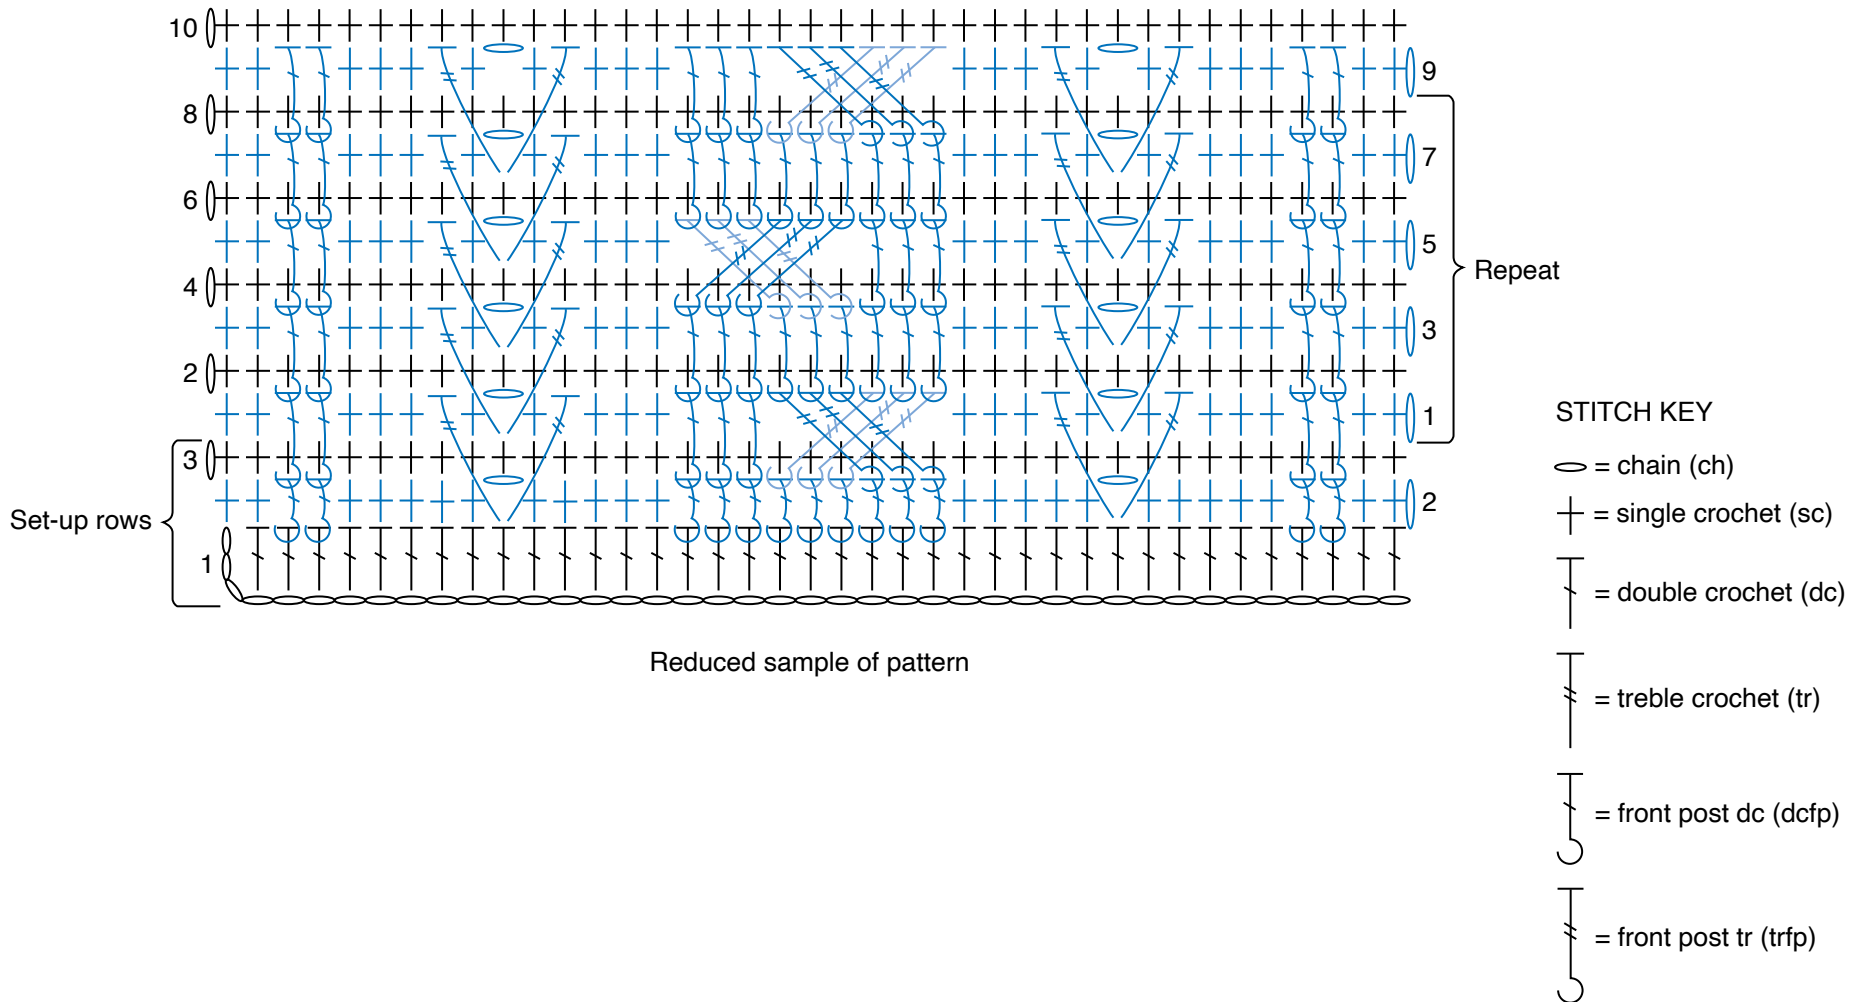 10
9
8
7
6
5
Repeat
4
3
2
1
STITCH KEY
3
= chain (ch)
2
= single crochet (sc)
Set-up rows
1
= double crochet (dc)
Reduced sample of pattern
= treble crochet (tr)
= front post dc (dcfp)
= front post tr (trfp)